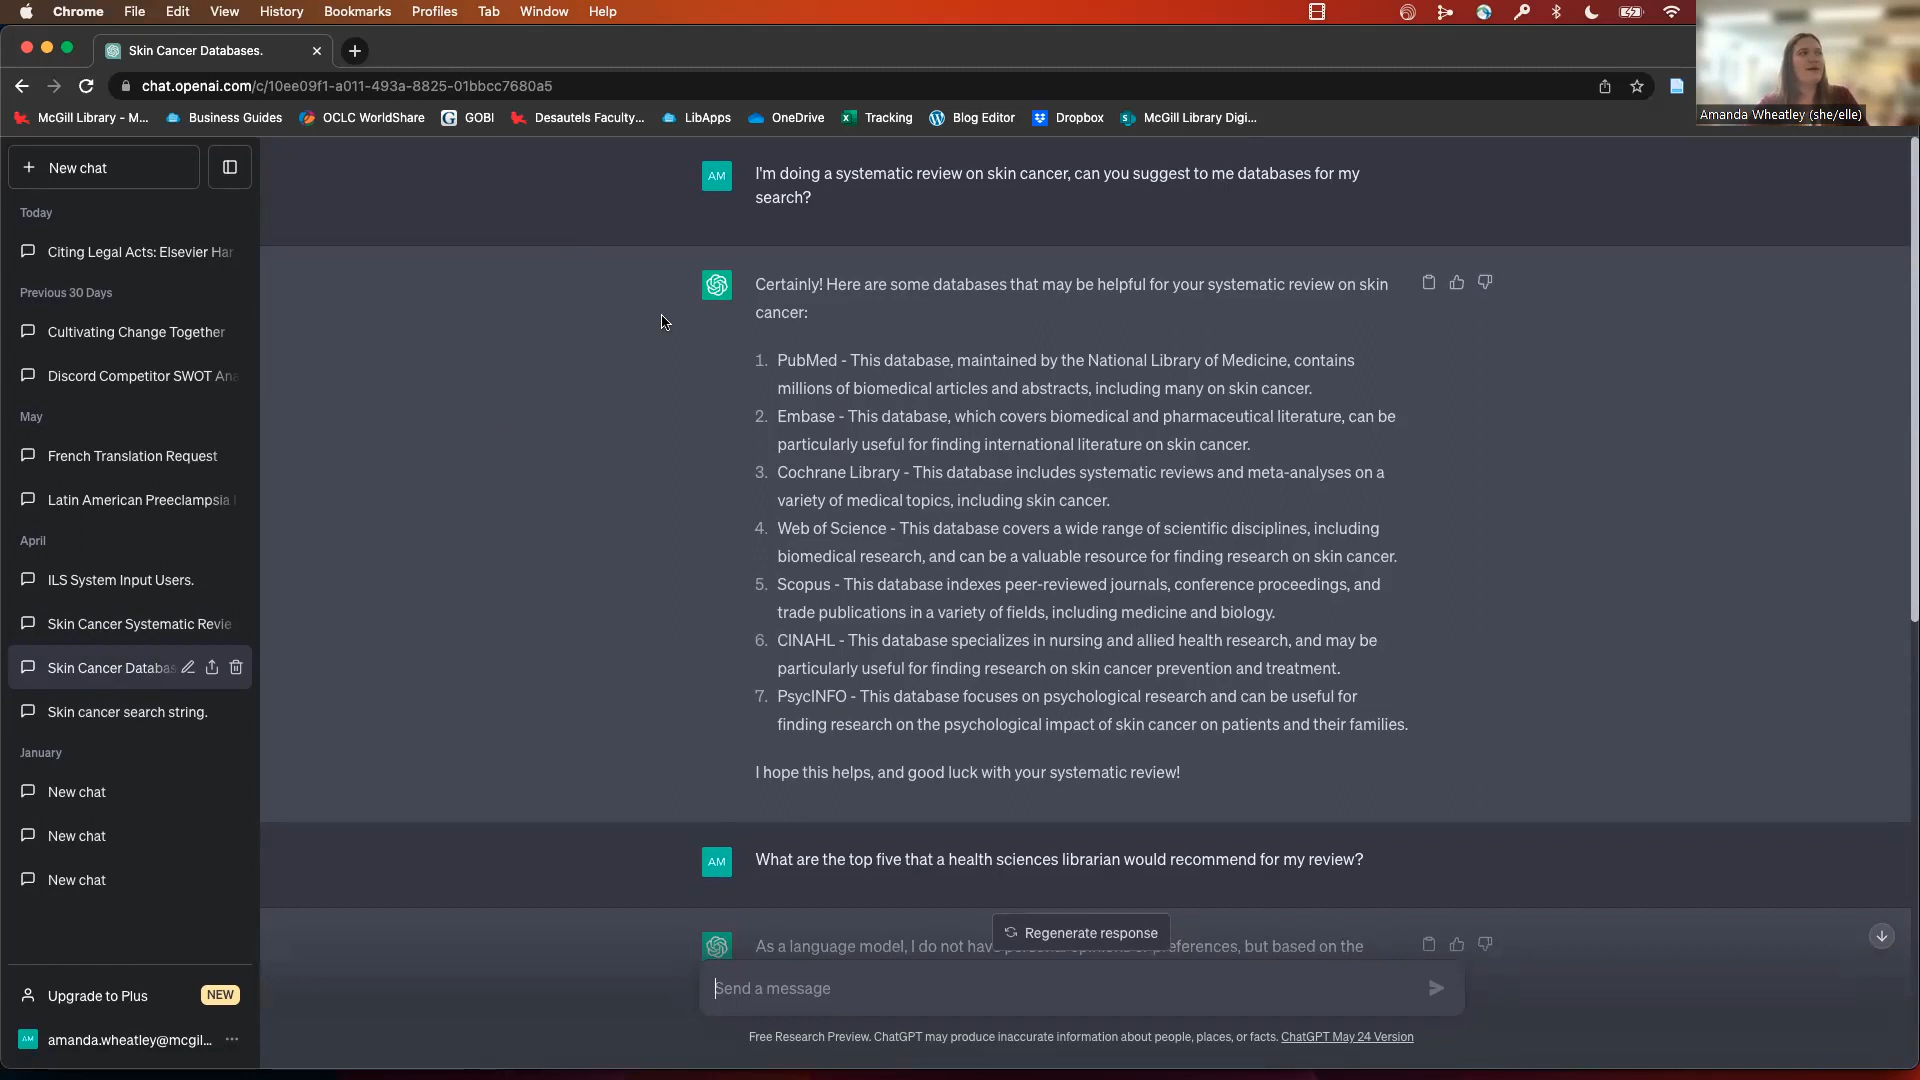 Chrome File Edit View History Bookmarks Profiles Tab Window Help
Skin Cancer Databases.
chat.openai.com/c/10ee09f1-a011-493a-8825-01bbcc7680a5
McGill Library - M... Business Guides OCLC WorldShare GOBI Desautels Faculty... LibApps OneDrive Tracking Blog Editor Dropbox McGill Library Digi...
Amanda Wheatley (she/elle)
New chat
Today
Citing Legal Acts: Elsevier Har
Previous 30 Days
Cultivating Change Together
Discord Competitor SWOT Ana
May
French Translation Request
Latin American Preeclampsia
April
ILS System Input Users.
Skin Cancer Systematic Revie
Skin Cancer Databas
Skin cancer search string.
January
New chat
New chat
New chat
Upgrade to Plus NEW
AM amanda.wheatley@mcgil...
AM I'm doing a systematic review on skin cancer, can you suggest to me databases for my
search?
Certainly! Here are some databases that may be helpful for your systematic review on skin
cancer:
1. PubMed - This database, maintained by the National Library of Medicine, contains
millions of biomedical articles and abstracts, including many on skin cancer.
2. Embase - This database, which covers biomedical and pharmaceutical literature, can be
particularly useful for finding international literature on skin cancer.
3. Cochrane Library - This database includes systematic reviews and meta-analyses on a
variety of medical topics, including skin cancer.
4. Web of Science - This database covers a wide range of scientific disciplines, including
biomedical research, and can be a valuable resource for finding research on skin cancer.
5. Scopus - This database indexes peer-reviewed journals, conference proceedings, and
trade publications in a variety of fields, including medicine and biology.
6. CINAHL - This database specializes in nursing and allied health research, and may be
particularly useful for finding research on skin cancer prevention and treatment.
7. PsycINFO - This database focuses on psychological research and can be useful for
finding research on the psychological impact of skin cancer on patients and their families.
I hope this helps, and good luck with your systematic review!
AM What are the top five that a health sciences librarian would recommend for my review?
Regenerate response
As a language model, I do not have preferences, but based on the
Send a message
Free Research Preview. ChatGPT may produce inaccurate information about people, places, or facts. ChatGPT May 24 Version